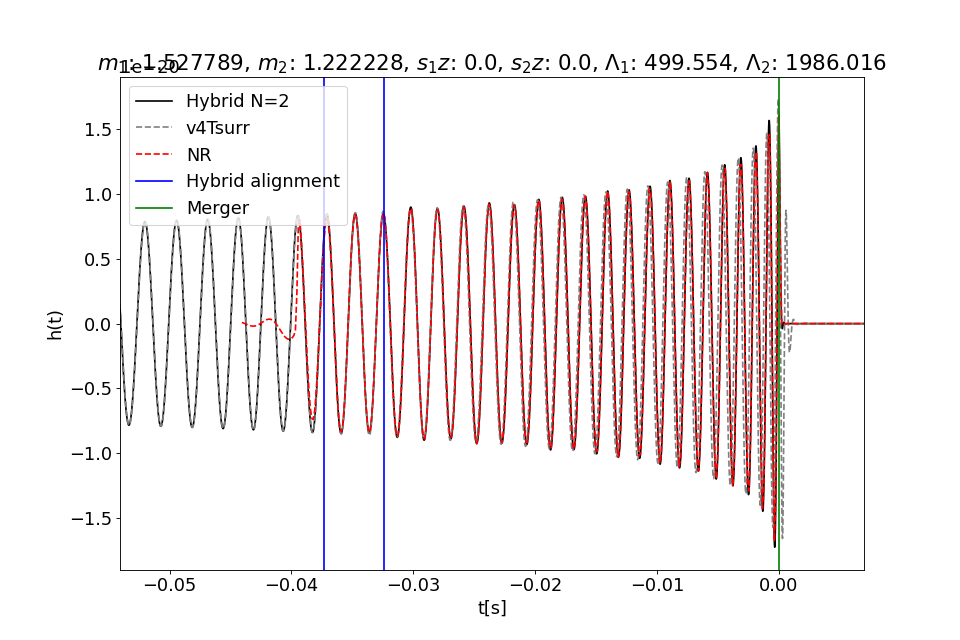 m₁: 1.527789, m₂: 1.222228, s₁z: 0.0, s₂z: 0.0, Λ₁: 499.554, Λ₂: 1986.016
1e−20
Hybrid N=2
v4Tsurr
NR
Hybrid alignment
Merger
1.5
1.0
0.5
0.0
−0.5
−1.0
−1.5
h(t)
−0.05 −0.04 −0.03 −0.02 −0.01 0.00
t[s]